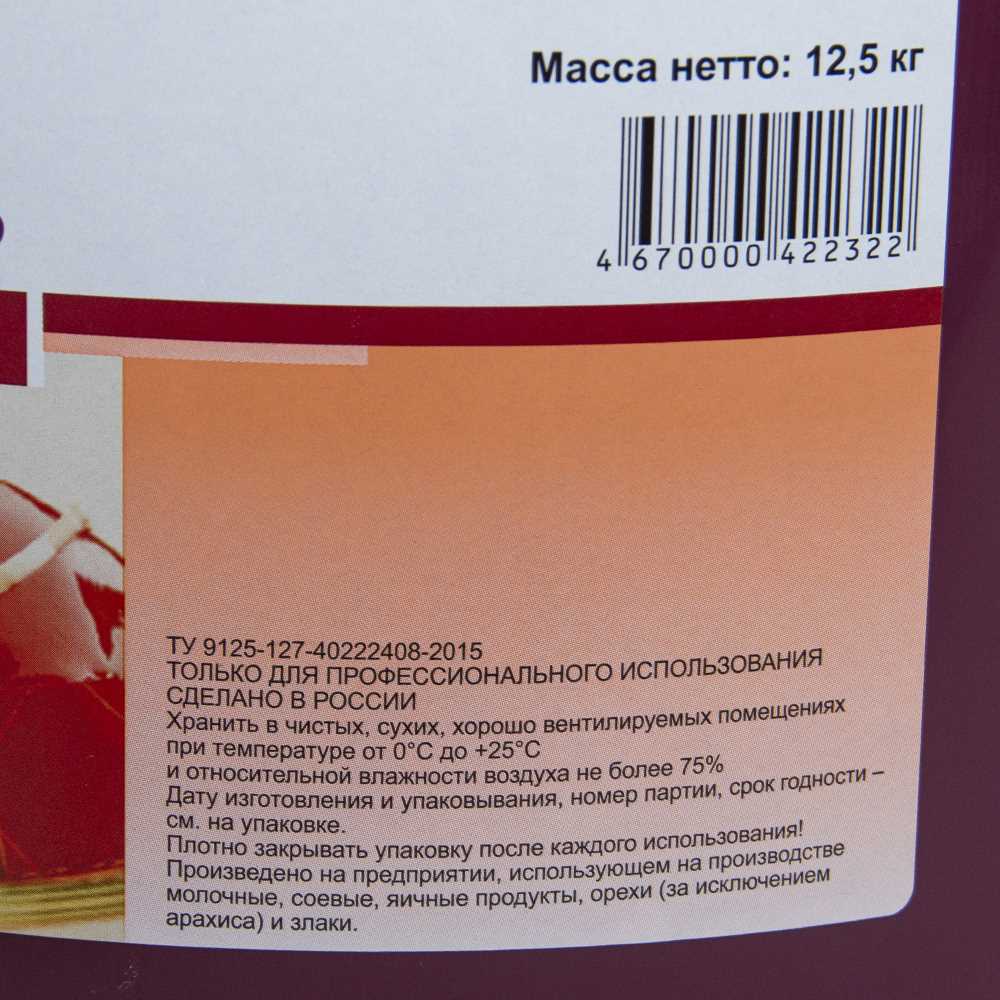 Масса нетто: 12,5 кг
4 670000 422322
ТУ 9125-127-40222408-2015
ТОЛЬКО ДЛЯ ПРОФЕССИОНАЛЬНОГО ИСПОЛЬЗОВАНИЯ
СДЕЛАНО В РОССИИ
Хранить в чистых, сухих, хорошо вентилируемых помещениях
при температуре от 0°С до +25°С
и относительной влажности воздуха не более 75%
Дату изготовления и упаковывания, номер партии, срок годности –
см. на упаковке.
Плотно закрывать упаковку после каждого использования!
Произведено на предприятии, использующем на производстве
молочные, соевые, яичные продукты, орехи (за исключением
арахиса) и злаки.